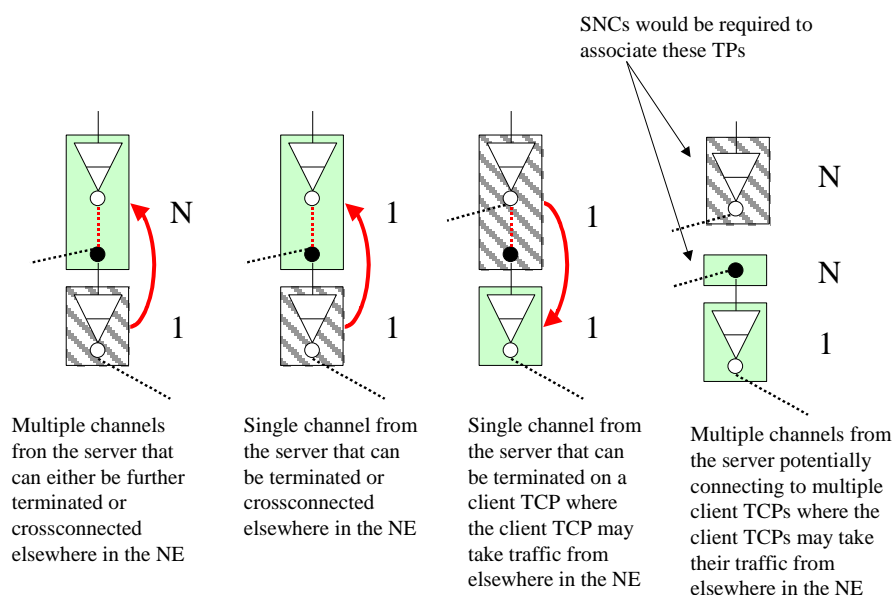 SNCs would be required to
associate these TPs
N
1
1
1
1
1
N
N
1
Multiple channels
fron the server that
can either be further
terminated or
crossconnected
elsewhere in the NE
Single channel from
the server that can
be terminated or
crossconnected
elsewhere in the NE
Single channel from
the server that can
be terminated on a
client TCP where
the client TCP may
take traffic from
elsewhere in the NE
Multiple channels from
the server potentially
connecting to multiple
client TCPs where the
client TCPs may take
their traffic from
elsewhere in the NE